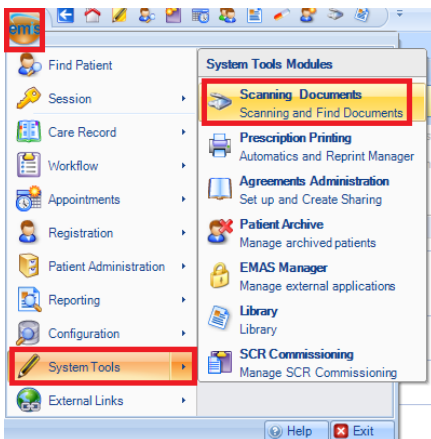 emis
Find Patient
Session
Care Record
Workflow
Appointments
Registration
Patient Administration
Reporting
Configuration
System Tools
External Links
System Tools Modules
Scanning Documents
Scanning and Find Documents
Prescription Printing
Automatics and Reprint Manager
Agreements Administration
Set up and Create Sharing
Patient Archive
Manage archived patients
EMAS Manager
Manage external applications
Library
Library
SCR Commissioning
Manage SCR Commissioning
Help
Exit